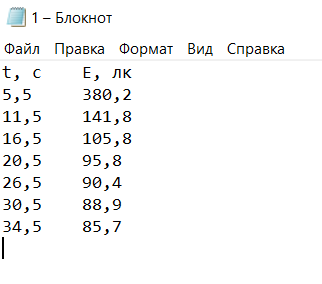 1 – Блокнот
Файл Правка Формат Вид Справка
t, с E, лк
5,5 380,2
11,5 141,8
16,5 105,8
20,5 95,8
26,5 90,4
30,5 88,9
34,5 85,7